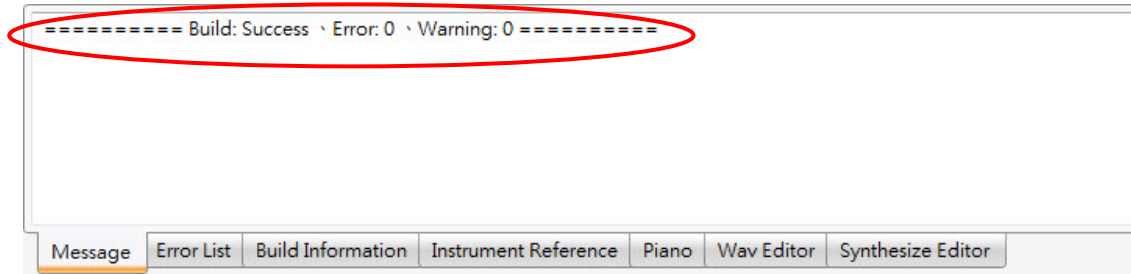 ========== Build: Success 、Error: 0 、Warning: 0 ==========
Message Error List Build Information Instrument Reference Piano Wav Editor Synthesize Editor